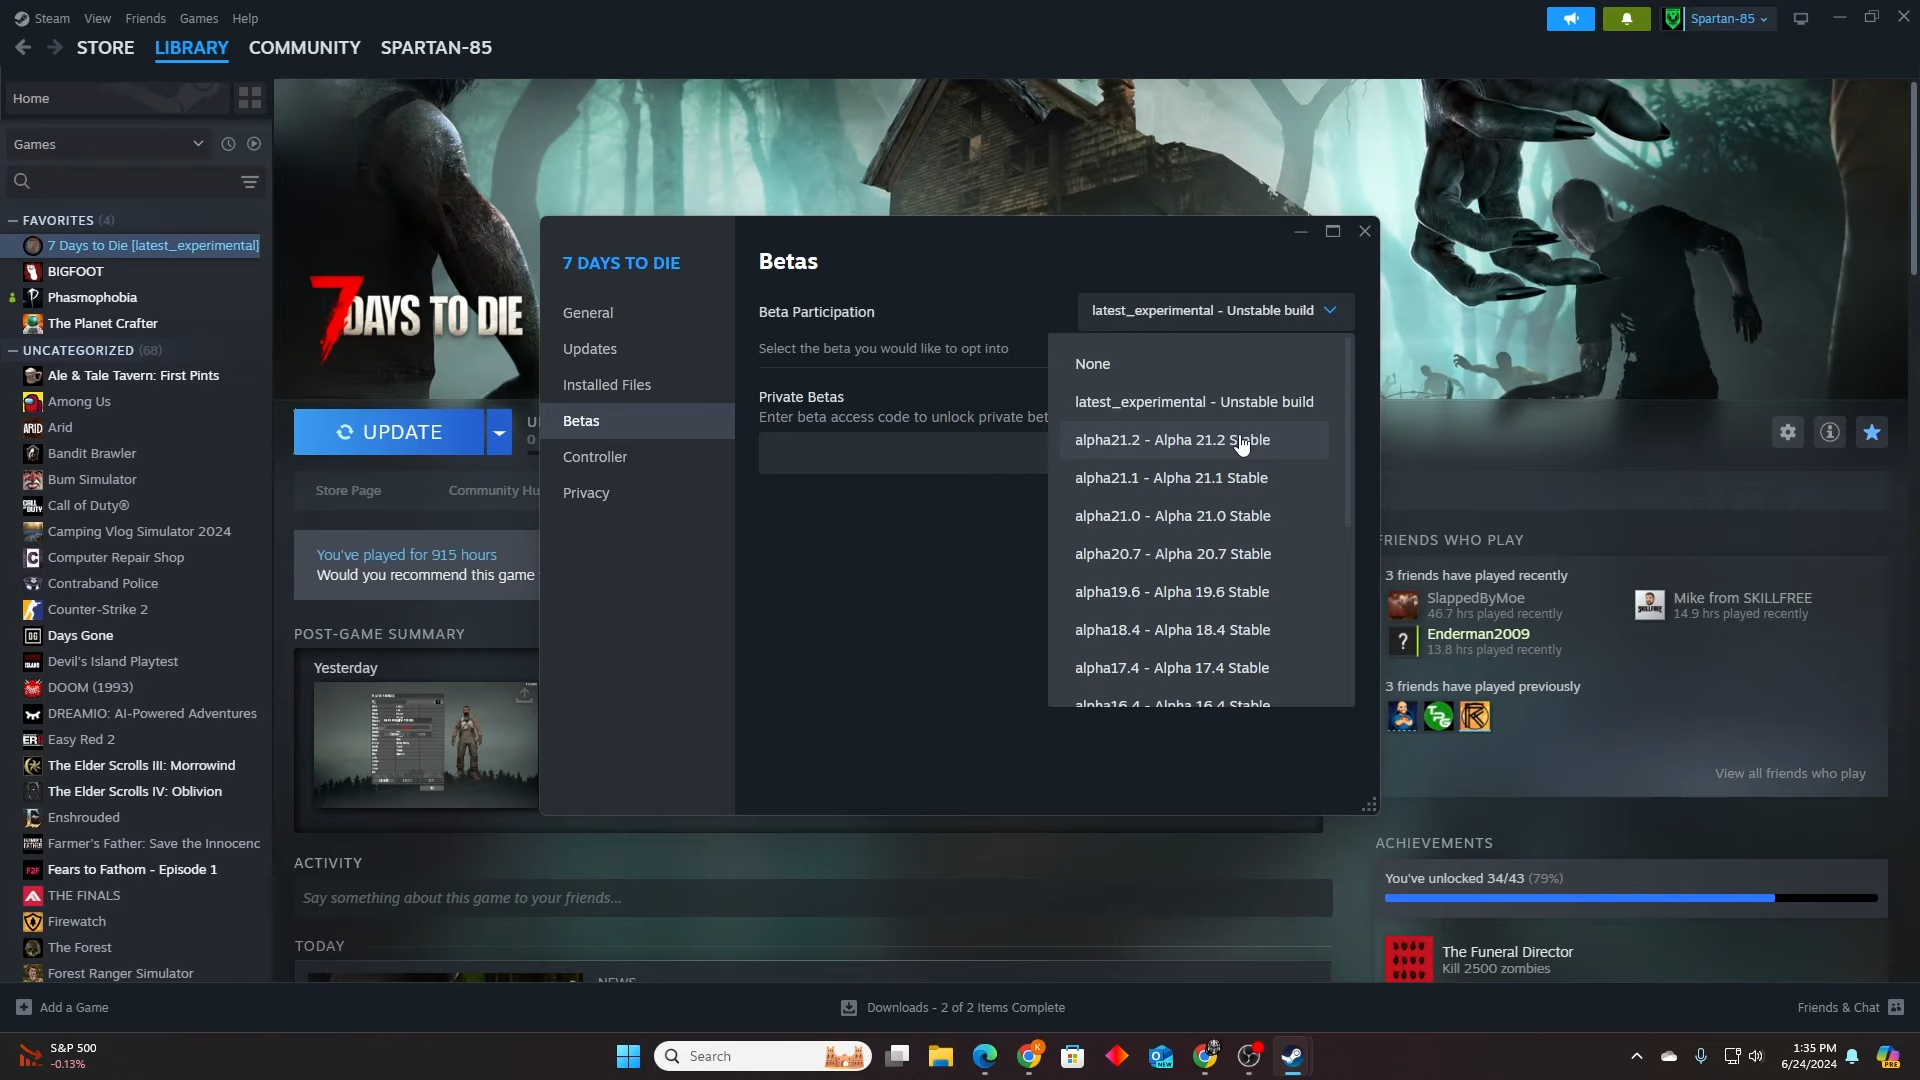 Steam View Friends Games Help
Spartan-85
STORE LIBRARY COMMUNITY SPARTAN-85
Home
Games
FAVORITES (4)
7 Days to Die [latest_experimental]
BIGFOOT
Phasmophobia
The Planet Crafter
UNCATEGORIZED (68)
Ale & Tale Tavern: First Pints
Among Us
Arid
Bandit Brawler
Bum Simulator
Call of Duty®
Camping Vlog Simulator 2024
Computer Repair Shop
Contraband Police
Counter-Strike 2
Days Gone
Devil's Island Playtest
DOOM (1993)
DREAMIO: AI-Powered Adventures
Easy Red 2
The Elder Scrolls III: Morrowind
The Elder Scrolls IV: Oblivion
Enshrouded
Farmer's Father: Save the Innocenc
Fears to Fathom - Episode 1
THE FINALS
Firewatch
The Forest
Forest Ranger Simulator
7 DAYS TO DIE
UPDATE
0
Store Page
Community Hu
You've played for 915 hours
Would you recommend this game
POST-GAME SUMMARY
Yesterday
ACTIVITY
Say something about this game to your friends...
TODAY
NEWS
7 DAYS TO DIE
General
Updates
Installed Files
Betas
Controller
Privacy
Betas
Beta Participation
latest_experimental - Unstable build
Select the beta you would like to opt into
Private Betas
Enter beta access code to unlock private bet
None
latest_experimental - Unstable build
alpha21.2 - Alpha 21.2 Stable
alpha21.1 - Alpha 21.1 Stable
alpha21.0 - Alpha 21.0 Stable
alpha20.7 - Alpha 20.7 Stable
alpha19.6 - Alpha 19.6 Stable
alpha18.4 - Alpha 18.4 Stable
alpha17.4 - Alpha 17.4 Stable
alpha16.4 - Alpha 16.4 Stable
FRIENDS WHO PLAY
3 friends have played recently
SlappedByMoe
46.7 hrs played recently
Mike from SKILLFREE
14.9 hrs played recently
Enderman2009
13.8 hrs played recently
3 friends have played previously
View all friends who play
ACHIEVEMENTS
You've unlocked 34/43 (79%)
The Funeral Director
Kill 2500 zombies
Add a Game
Downloads - 2 of 2 Items Complete
Friends & Chat
S&P 500
-0.13%
Search
1:35 PM
6/24/2024